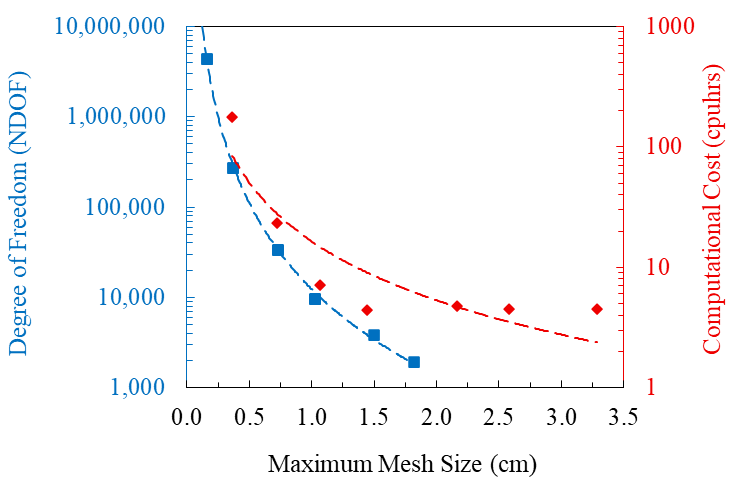 Degree of Freedom (NDOF)
10,000,000
1,000,000
100,000
10,000
1,000
0.0 0.5 1.0 1.5 2.0 2.5 3.0 3.5
Maximum Mesh Size (cm)
1000
100
10
1
Computational Cost (cpuhrs)